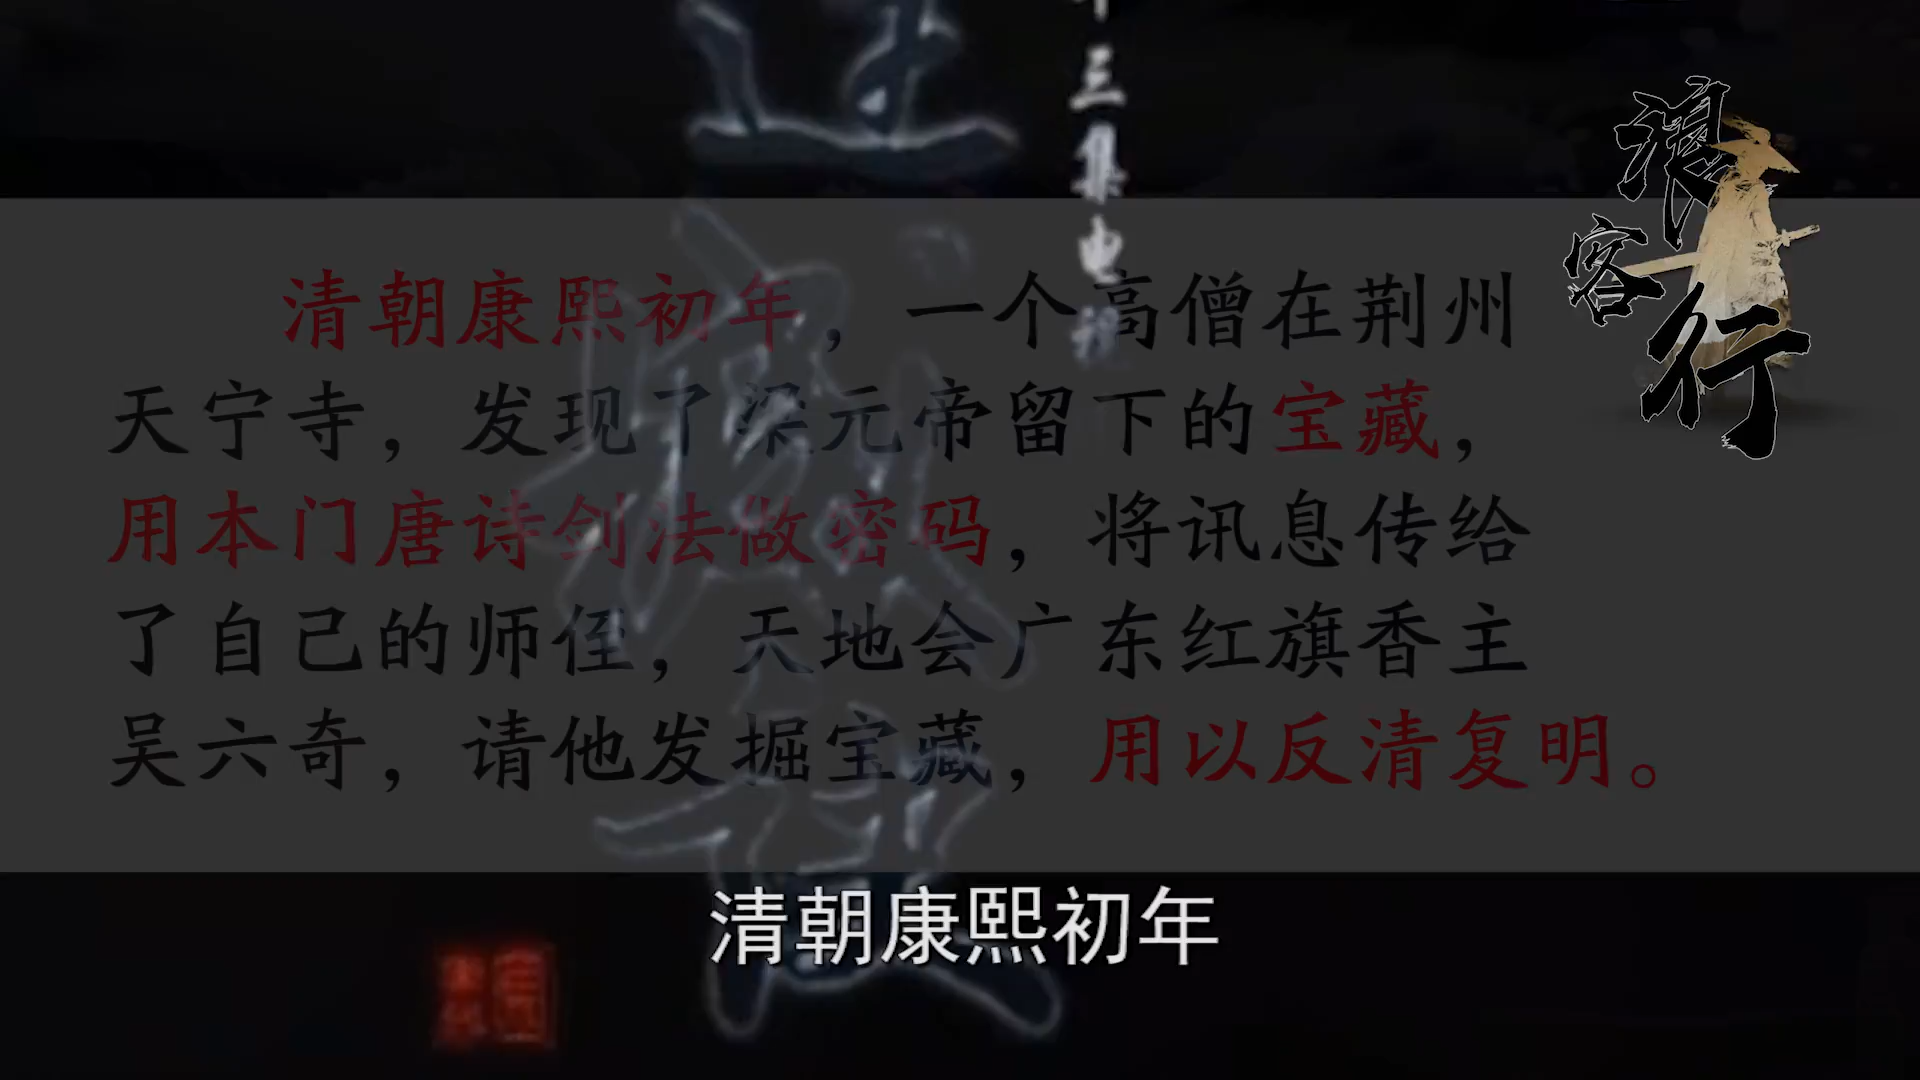 三集电视
浪客行
清朝康熙初年，一个高僧在荆州
天宁寺，发现了梁元帝留下的宝藏，
用本门唐诗剑法做密码，将讯息传给
了自己的师侄，天地会广东红旗香主
吴六奇，请他发掘宝藏，用以反清复明。
清朝康熙初年